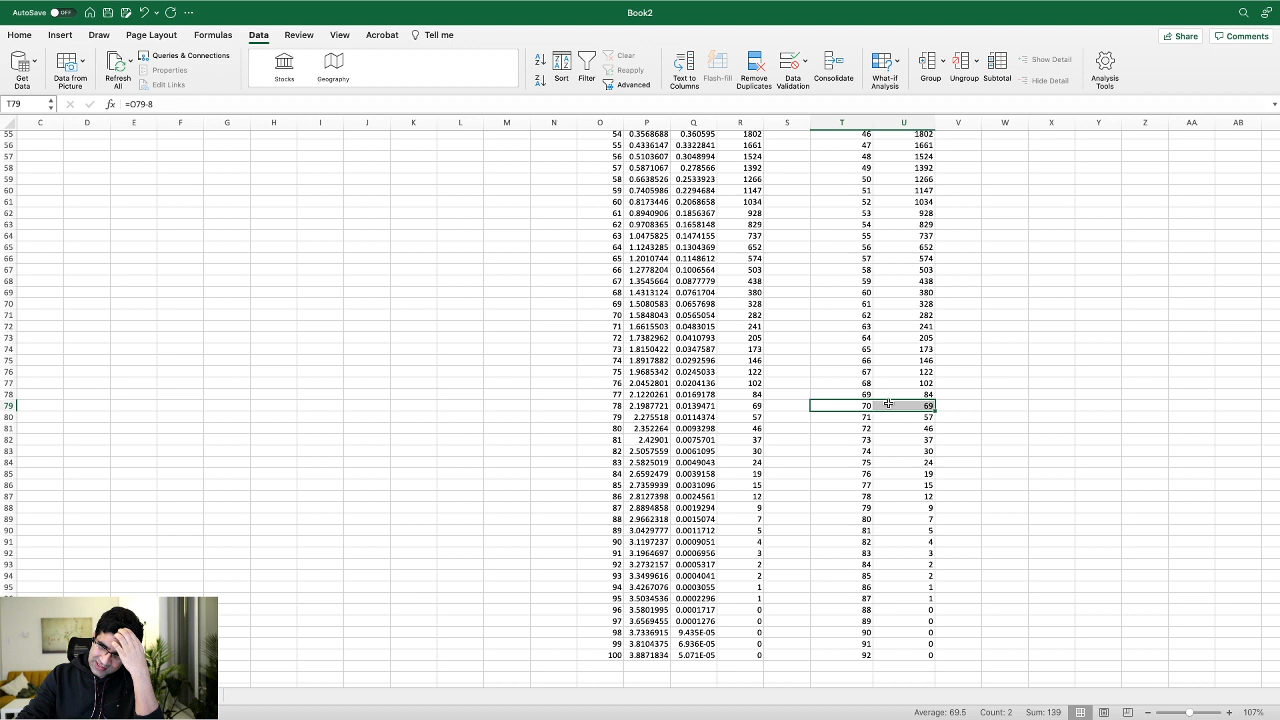 AutoSave OFF Book2
Home Insert Draw Page Layout Formulas Data Review View Acrobat Tell me Share Comments
Get Data Data from Picture Refresh All Queries & Connections Properties Edit Links Stocks Geography Sort Filter Clear Reapply Advanced Text to Columns Flash-fill Remove Duplicates Data Validation Consolidate What-if Analysis Group Ungroup Subtotal Show Detail Hide Detail Analysis Tools
T79 fx =O79-8
C D E F G H I J K L M N O P Q R S T U V W X Y Z AA AB
55 54 0.3568688 0.360595 1802 46 1802
56 55 0.4336147 0.3322841 1661 47 1661
57 56 0.5103607 0.3048994 1524 48 1524
58 57 0.5871067 0.278566 1392 49 1392
59 58 0.6638526 0.2533923 1266 50 1266
60 59 0.7405986 0.2294684 1147 51 1147
61 60 0.8173446 0.2068658 1034 52 1034
62 61 0.8940906 0.1856367 928 53 928
63 62 0.9708365 0.1658148 829 54 829
64 63 1.0475825 0.1474155 737 55 737
65 64 1.1243285 0.1304369 652 56 652
66 65 1.2010744 0.1148612 574 57 574
67 66 1.2778204 0.1006564 503 58 503
68 67 1.3545664 0.0877779 438 59 438
69 68 1.4313124 0.0761704 380 60 380
70 69 1.5080583 0.0657698 328 61 328
71 70 1.5848043 0.0565054 282 62 282
72 71 1.6615503 0.0483015 241 63 241
73 72 1.7382962 0.0410793 205 64 205
74 73 1.8150422 0.0347587 173 65 173
75 74 1.8917882 0.0292596 146 66 146
76 75 1.9685342 0.0245033 122 67 122
77 76 2.0452801 0.0204136 102 68 102
78 77 2.1220261 0.0169178 84 69 84
79 78 2.1987721 0.0139471 69 70 69
80 79 2.275518 0.0114374 57 71 57
81 80 2.352264 0.0093298 46 72 46
82 81 2.42901 0.0075701 37 73 37
83 82 2.5057559 0.0061095 30 74 30
84 83 2.5825019 0.0049043 24 75 24
85 84 2.6592479 0.0039158 19 76 19
86 85 2.7359939 0.0031096 15 77 15
87 86 2.8127398 0.0024561 12 78 12
88 87 2.8894858 0.0019294 9 79 9
89 88 2.9662318 0.0015074 7 80 7
90 89 3.0429777 0.0011712 5 81 5
91 90 3.1197237 0.0009051 4 82 4
92 91 3.1964697 0.0006956 3 83 3
93 92 3.2732157 0.0005317 2 84 2
94 93 3.3499616 0.0004041 2 85 2
95 94 3.4267076 0.0003055 1 86 1
95 3.5034536 0.0002296 1 87 1
96 3.5801995 0.0001717 0 88 0
97 3.6569455 0.0001276 0 89 0
98 3.7336915 9.435E-05 0 90 0
99 3.8104375 6.936E-05 0 91 0
100 3.8871834 5.071E-05 0 92 0
Average: 69.5 Count: 2 Sum: 139 107%